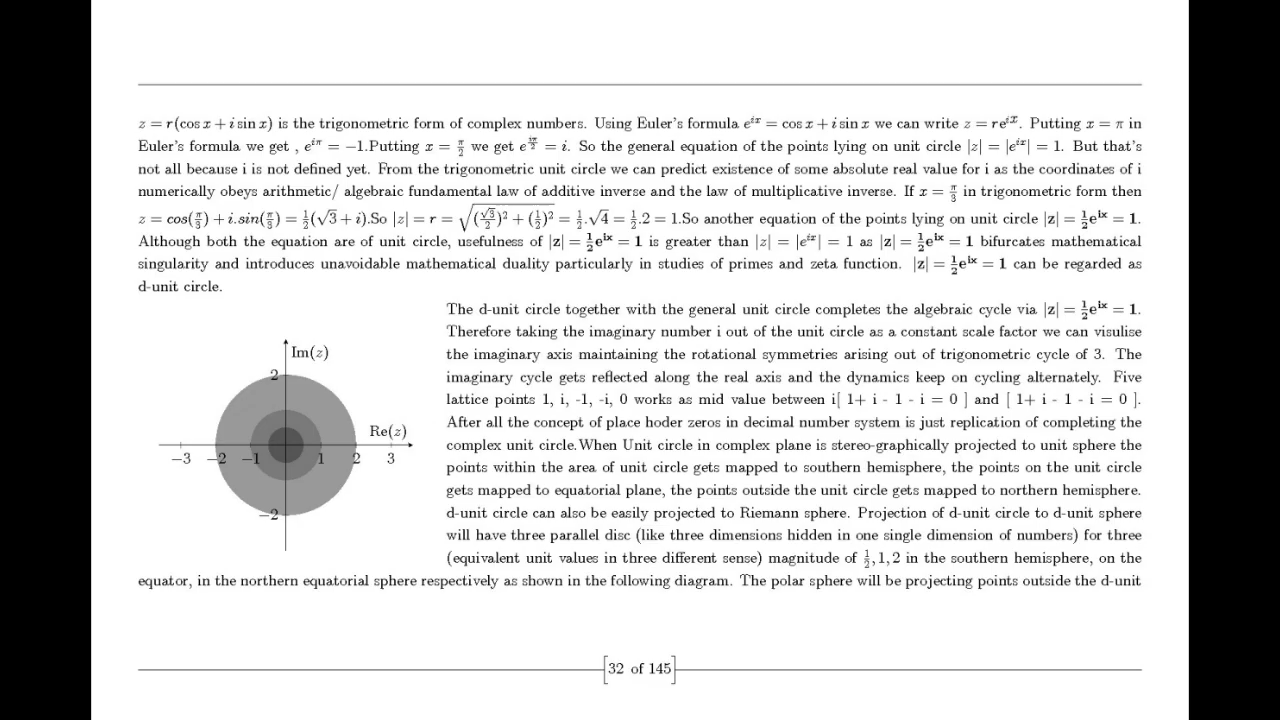 z = r(cos x + i sin x) is the trigonometric form of complex numbers. Using Euler's formula e^{ix} = cos x + i sin x we can write z = re^{ix}. Putting x = π in
Euler's formula we get , e^{iπ} = −1.Putting x = π/2 we get e^{iπ/2} = i. So the general equation of the points lying on unit circle |z| = |e^{ix}| = 1. But that's
not all because i is not defined yet. From the trigonometric unit circle we can predict existence of some absolute real value for i as the coordinates of i
numerically obeys arithmetic/ algebraic fundamental law of additive inverse and the law of multiplicative inverse. If x = π/3 in trigonometric form then
z = cos(π/3) + i.sin(π/3) = 1/2(√3 + i).So |z| = r = √((√3/2)² + (1/2)²) = 1/2.√4 = 1/2.2 = 1.So another equation of the points lying on unit circle |z| = 1/2e^{ix} = 1.
Although both the equation are of unit circle, usefulness of |z| = 1/2e^{ix} = 1 is greater than |z| = |e^{ix}| = 1 as |z| = 1/2e^{ix} = 1 bifurcates mathematical
singularity and introduces unavoidable mathematical duality particularly in studies of primes and zeta function. |z| = 1/2e^{ix} = 1 can be regarded as
d-unit circle.
The d-unit circle together with the general unit circle completes the algebraic cycle via |z| = 1/2e^{ix} = 1.
Therefore taking the imaginary number i out of the unit circle as a constant scale factor we can visulise
the imaginary axis maintaining the rotational symmetries arising out of trigonometric cycle of 3. The
imaginary cycle gets reflected along the real axis and the dynamics keep on cycling alternately. Five
lattice points 1, i, -1, -i, 0 works as mid value between i[ 1+ i - 1 - i = 0 ] and [ 1+ i - 1 - i = 0 ].
After all the concept of place hoder zeros in decimal number system is just replication of completing the
complex unit circle.When Unit circle in complex plane is stereo-graphically projected to unit sphere the
points within the area of unit circle gets mapped to southern hemisphere, the points on the unit circle
gets mapped to equatorial plane, the points outside the unit circle gets mapped to northern hemisphere.
d-unit circle can also be easily projected to Riemann sphere. Projection of d-unit circle to d-unit sphere
will have three parallel disc (like three dimensions hidden in one single dimension of numbers) for three
(equivalent unit values in three different sense) magnitude of 1/2, 1, 2 in the southern hemisphere, on the
equator, in the northern equatorial sphere respectively as shown in the following diagram. The polar sphere will be projecting points outside the d-unit
Im(z)
2
Re(z)
−3 −2 −1 1 2 3
−2
32 of 145